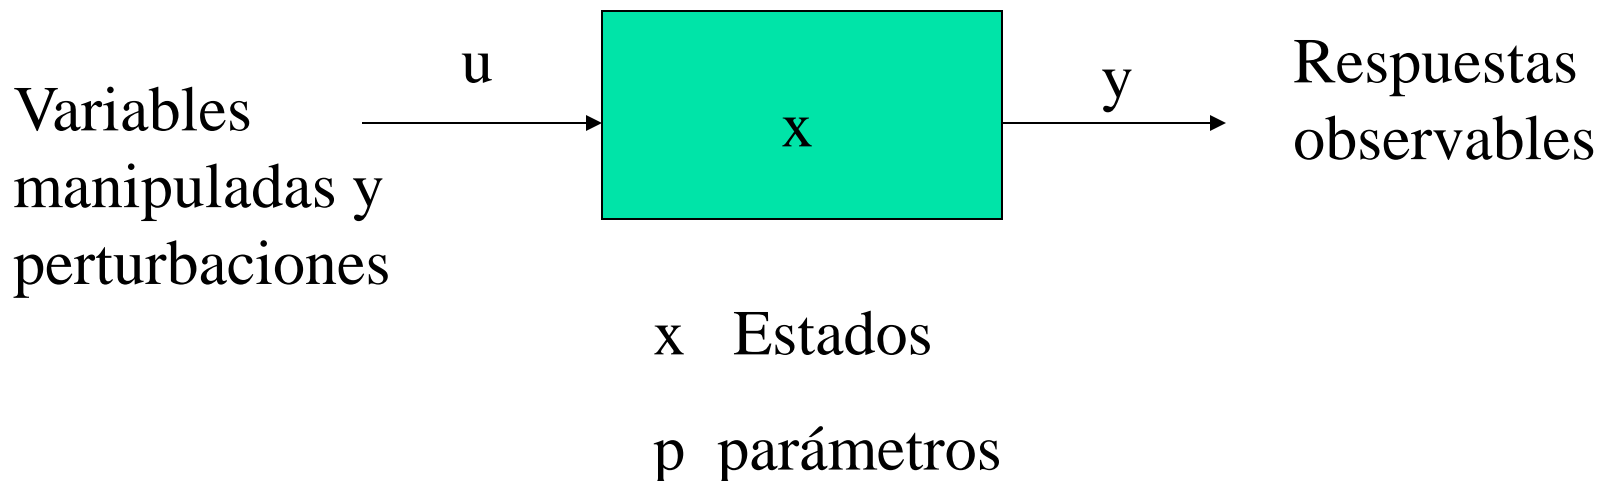 Variables
manipuladas y
perturbaciones
u
x
y
Respuestas
observables
x Estados
p parámetros